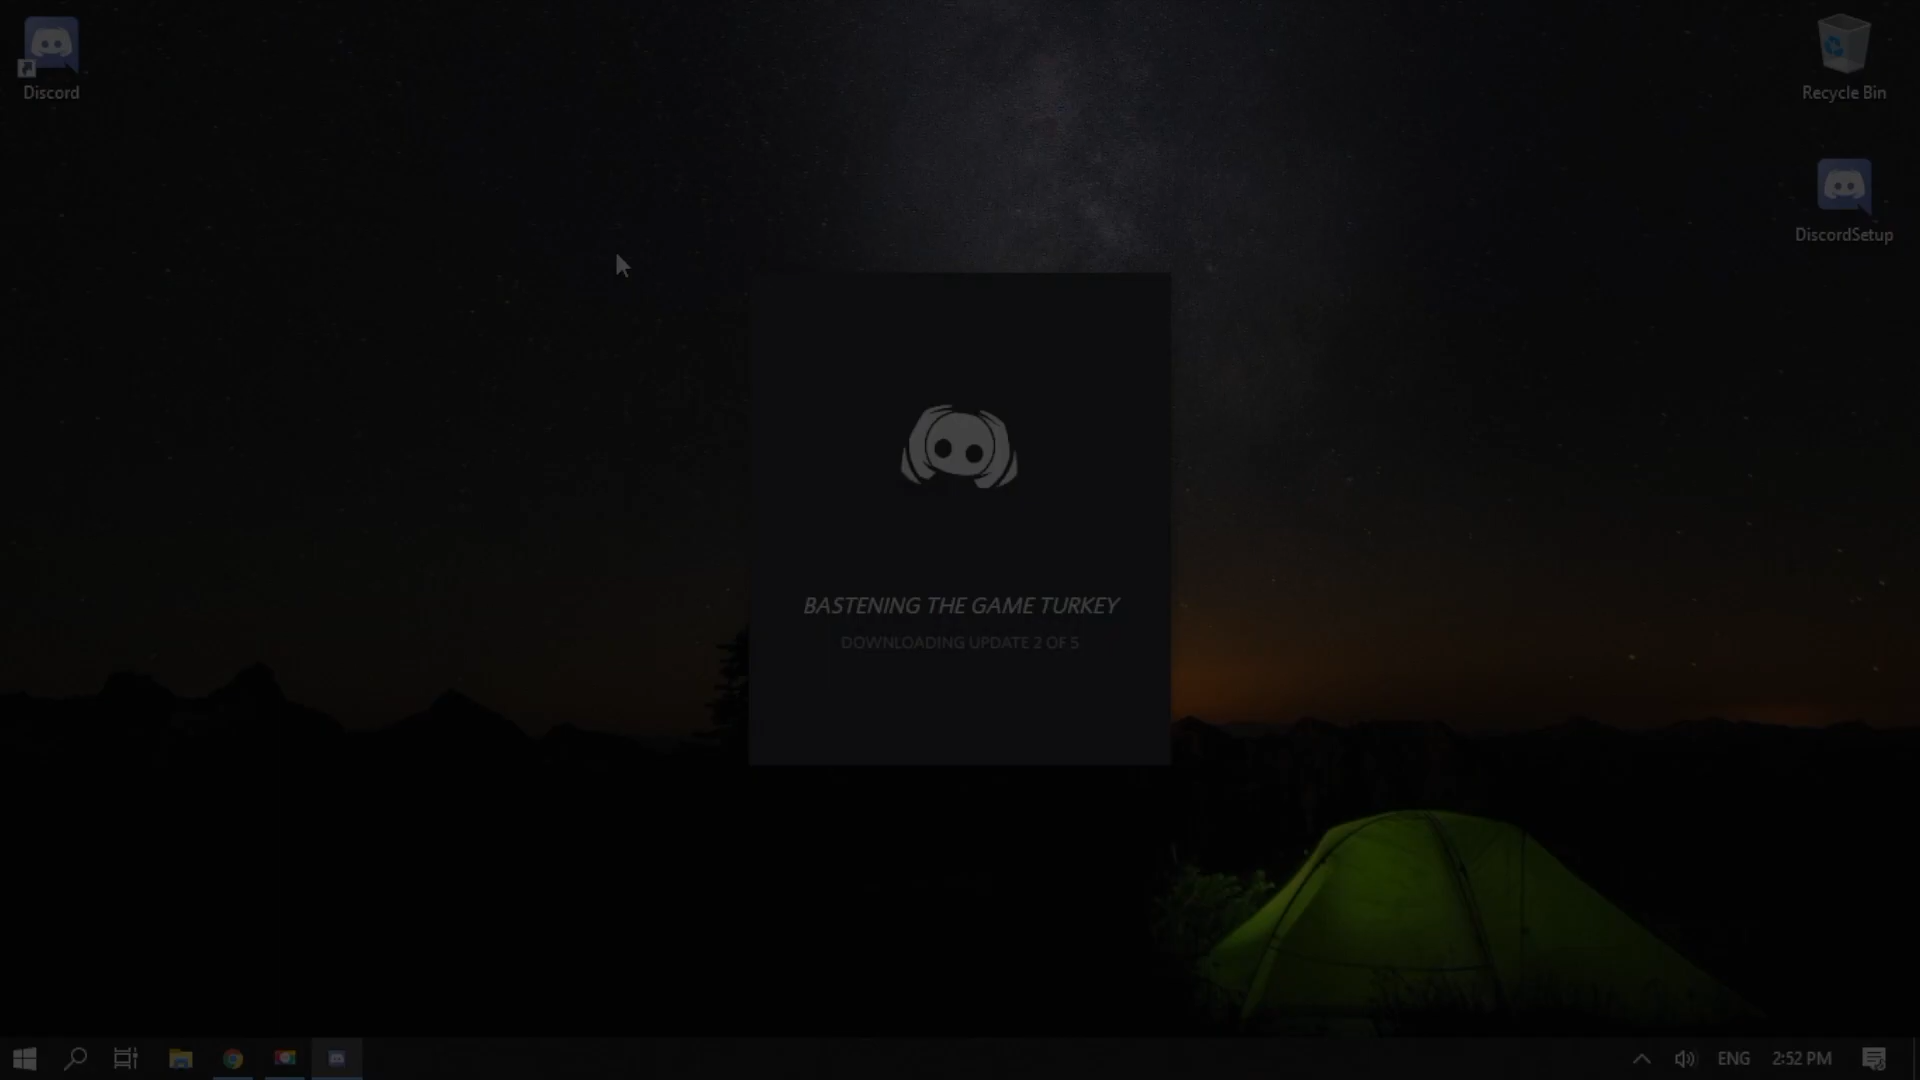 Discord
Recycle Bin
DiscordSetup
BASTENING THE GAME TURKEY
DOWNLOADING UPDATE 2 OF 5
ENG
2:52 PM